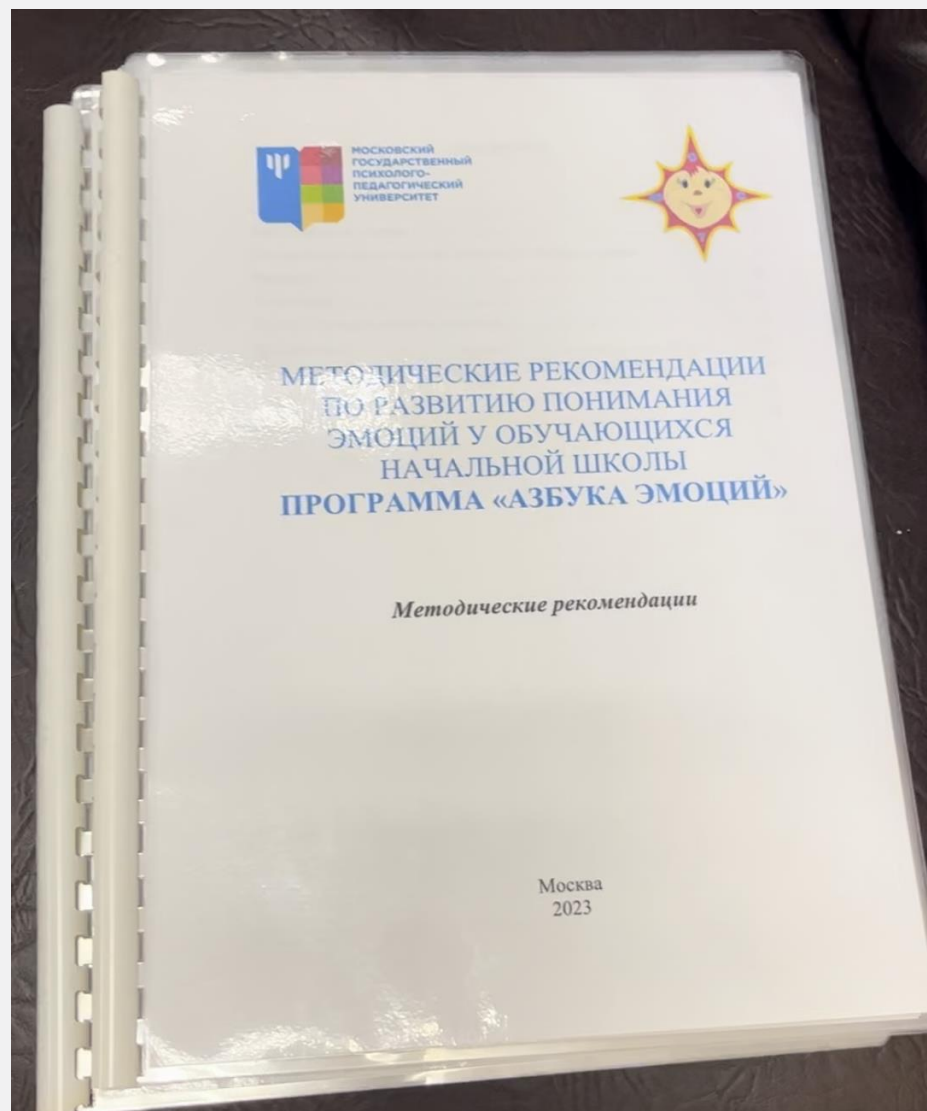 МОСКОВСКИЙ
ГОСУДАРСТВЕННЫЙ
ПСИХОЛОГО-
ПЕДАГОГИЧЕСКИЙ
УНИВЕРСИТЕТ
МЕТОДИЧЕСКИЕ РЕКОМЕНДАЦИИ
ПО РАЗВИТИЮ ПОНИМАНИЯ
ЭМОЦИЙ У ОБУЧАЮЩИХСЯ
НАЧАЛЬНОЙ ШКОЛЫ
ПРОГРАММА «АЗБУКА ЭМОЦИЙ»
Методические рекомендации
Москва
2023